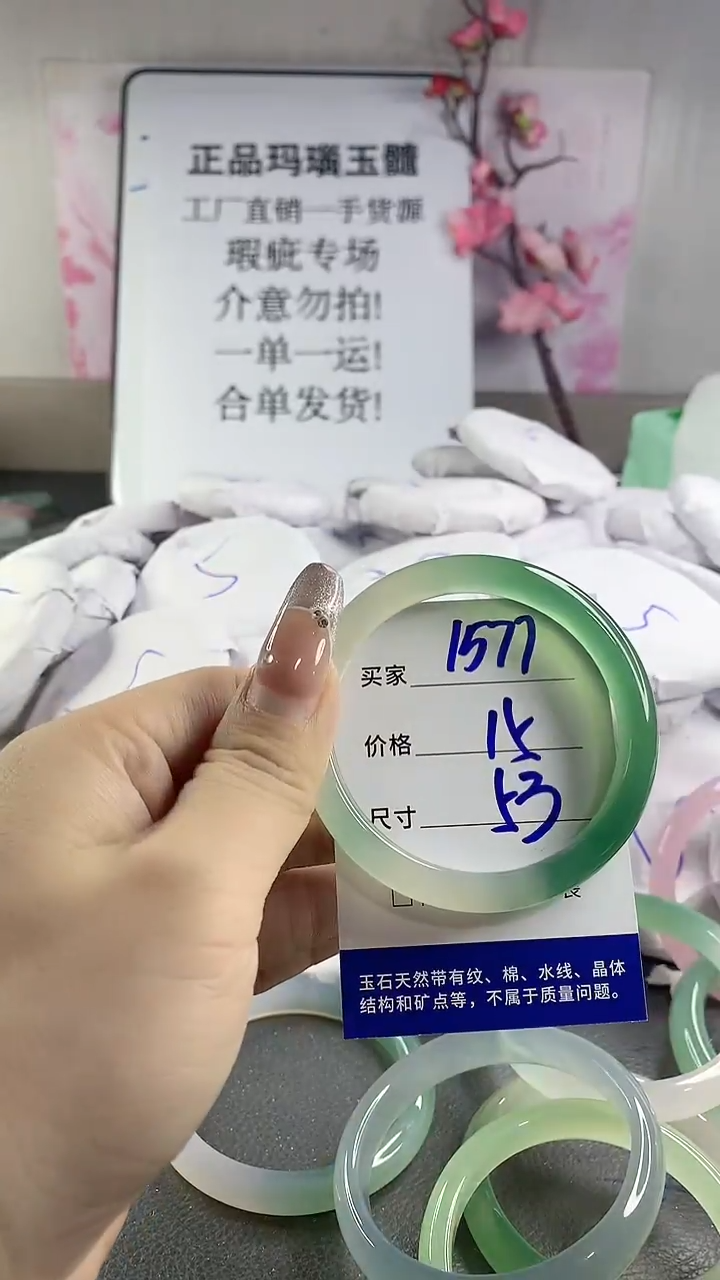 正品玛瑙玉髓
工厂直销一手货源
瑕疵专场
介意勿拍!
一单一运!
合单发货!
买家 1577
价格 15
尺寸 53
玉石天然带有纹、棉、水线、晶体
结构和矿点等，不属于质量问题。